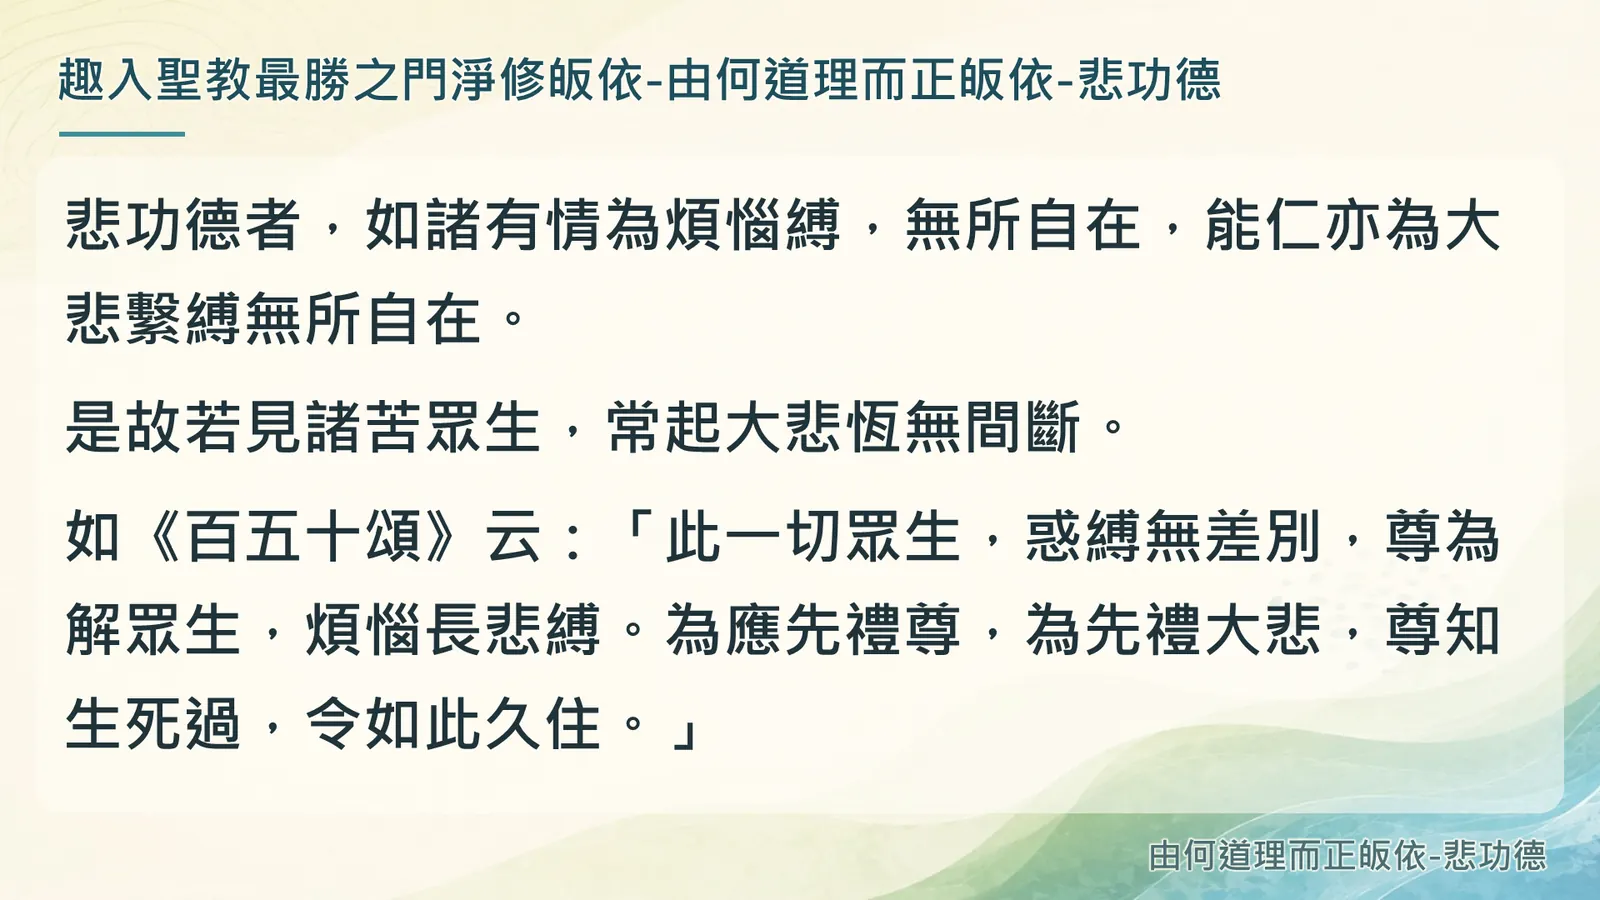 趣入聖教最勝之門淨修皈依-由何道理而正皈依-悲功德
悲功德者，如諸有情為煩惱縛，無所自在，能仁亦為大
悲繫縛無所自在。
是故若見諸苦眾生，常起大悲恆無間斷。
如《百五十頌》云：「此一切眾生，惑縛無差別，尊為
解眾生，煩惱長悲縛。為應先禮尊，為先禮大悲，尊知
生死過，令如此久住。」
由何道理而正皈依-悲功德